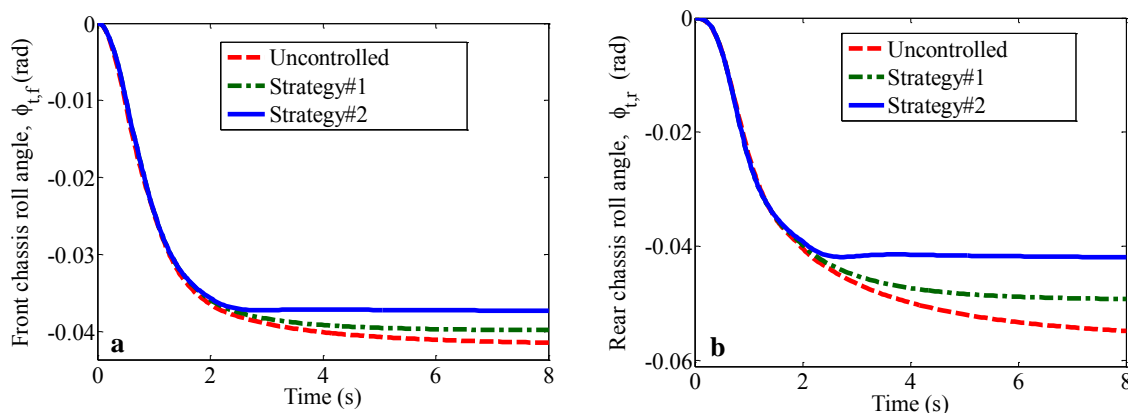 Front chassis roll angle, ϕt,f (rad)
0
-0.01
-0.02
-0.03
-0.04
Uncontrolled
Strategy#1
Strategy#2
a
0 2 4 6 8
Time (s)
Rear chassis roll angle, ϕt,r (rad)
0
-0.02
-0.04
-0.06
Uncontrolled
Strategy#1
Strategy#2
b
0 2 4 6 8
Time (s)